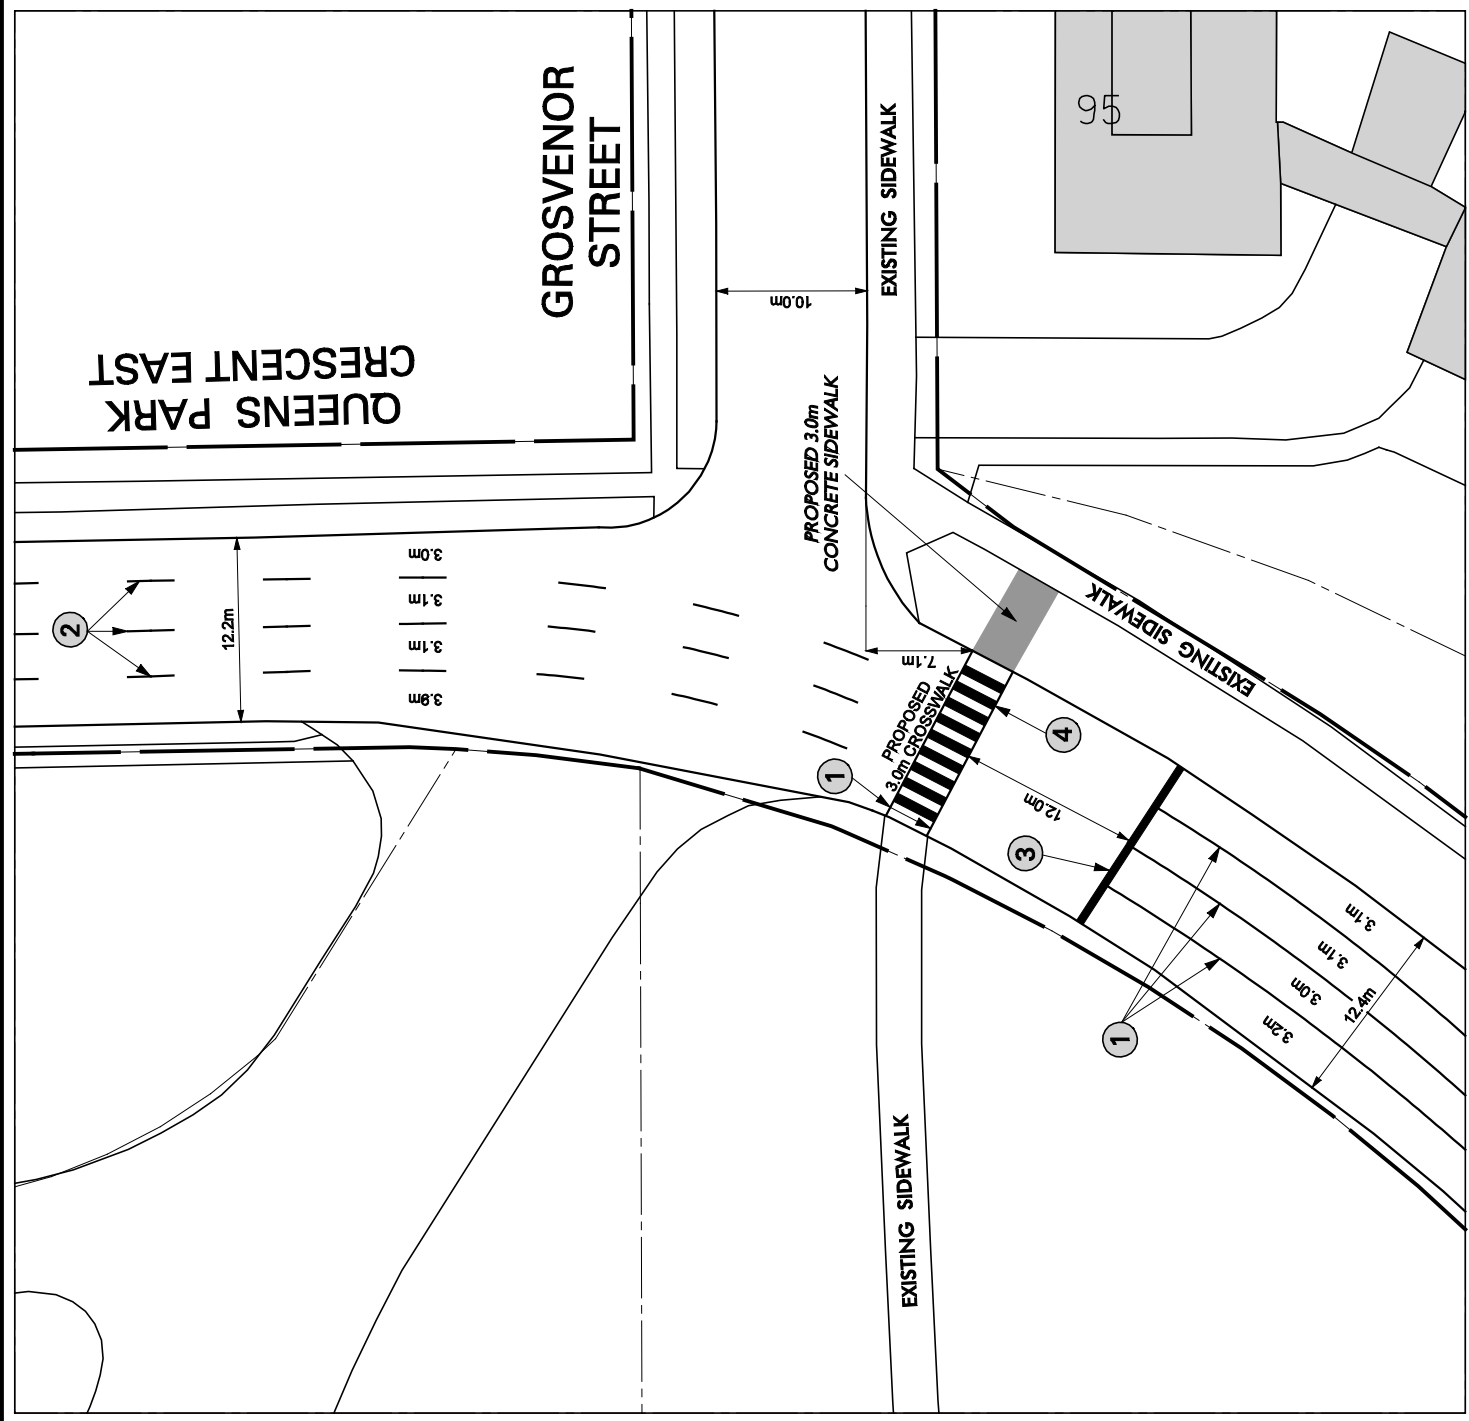 GROSVENOR
STREET
QUEENS PARK
CRESCENT EAST
95
EXISTING SIDEWALK
10.0m
PROPOSED 3.0m
CONCRETE SIDEWALK
2
12.2m
3.0m
3.1m
3.1m
3.9m
7.1m
EXISTING SIDEWALK
PROPOSED
3.0m CROSSWALK
1
4
12.0m
3
3.1m
3.1m
3.0m
3.2m
12.4m
1
EXISTING SIDEWALK